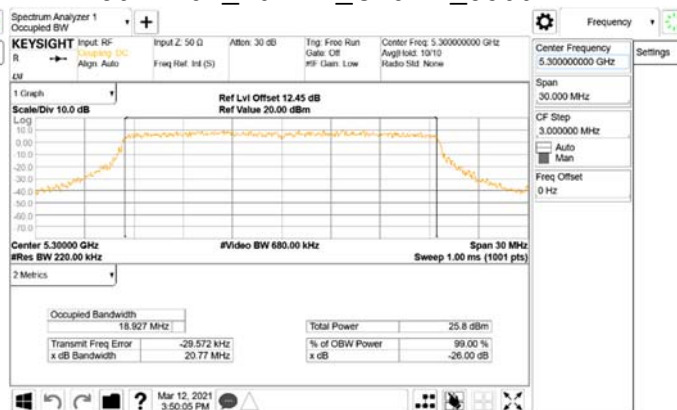 Spectrum Analyzer 1
Occupied BW
+
Frequency
KEYSIGHT Input: RF Input Z: 50 Ω Atten: 30 dB Trig: Free Run Center Freq: 5.300000000 GHz
R Coupling: DC Gate: Off Avg|Hold: 10/10
Align: Auto Freq Ref: Int (S) #IF Gain: Low Radio Std: None
LXI
Center Frequency
5.300000000 GHz
Settings
Span
30.000 MHz
CF Step
3.000000 MHz
Auto
Man
Freq Offset
0 Hz
1 Graph
Ref Lvl Offset 12.45 dB
Scale/Div 10.0 dB Ref Value 20.00 dBm
Log
10.0
0.00
-10.0
-20.0
-30.0
-40.0
-50.0
-60.0
-70.0
Center 5.30000 GHz #Video BW 680.00 kHz Span 30 MHz
#Res BW 220.00 kHz Sweep 1.00 ms (1001 pts)
2 Metrics
Occupied Bandwidth
18.927 MHz Total Power 25.8 dBm
Transmit Freq Error -29.572 kHz % of OBW Power 99.00 %
x dB Bandwidth 20.77 MHz x dB -26.00 dB
? Mar 12, 2021
3:50:05 PM